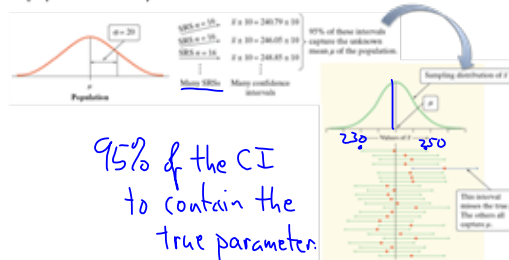 σ = 20
SRS n = 16
x̄ ± 10 = 240.79 ± 10
SRS n = 16
x̄ ± 10 = 246.05 ± 10
SRS n = 16
x̄ ± 10 = 248.85 ± 10
95% of these intervals
capture the unknown
mean μ of the population.
μ
Population
Many SRSs
Many confidence
intervals
Sampling distribution of x̄
μ
230
Values of x̄
250
This interval
misses the true
The others all
capture μ.
95% of the CI
to contain the
true parameter.